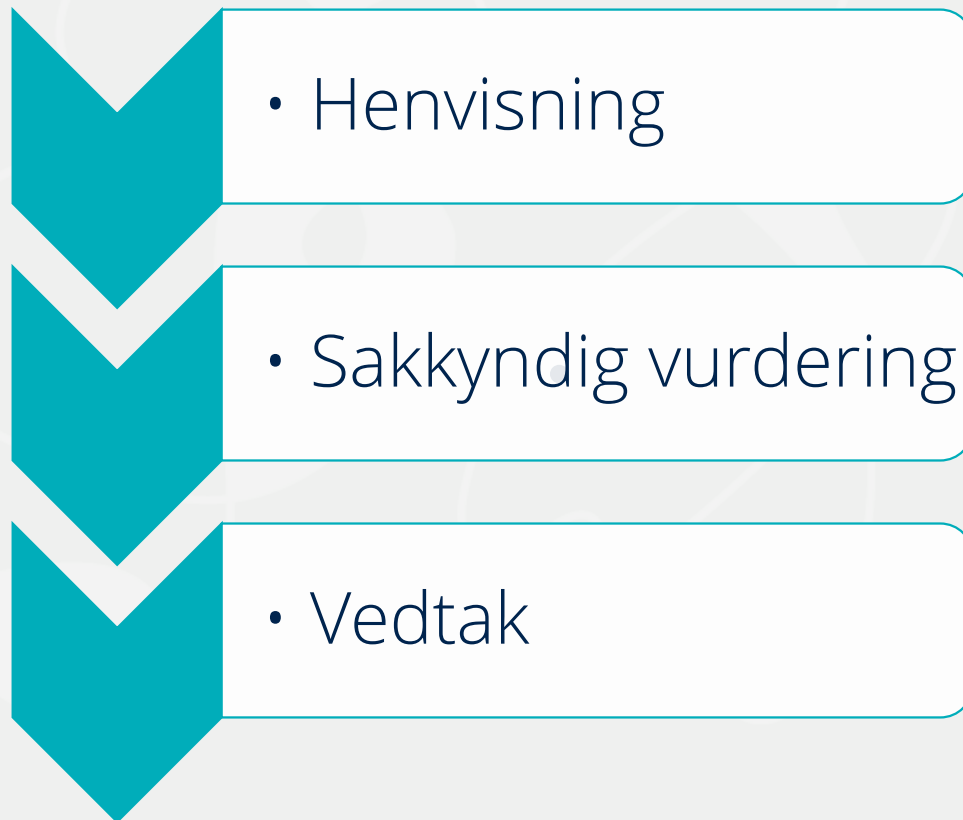 • Henvisning
• Sakkyndig vurdering
• Vedtak